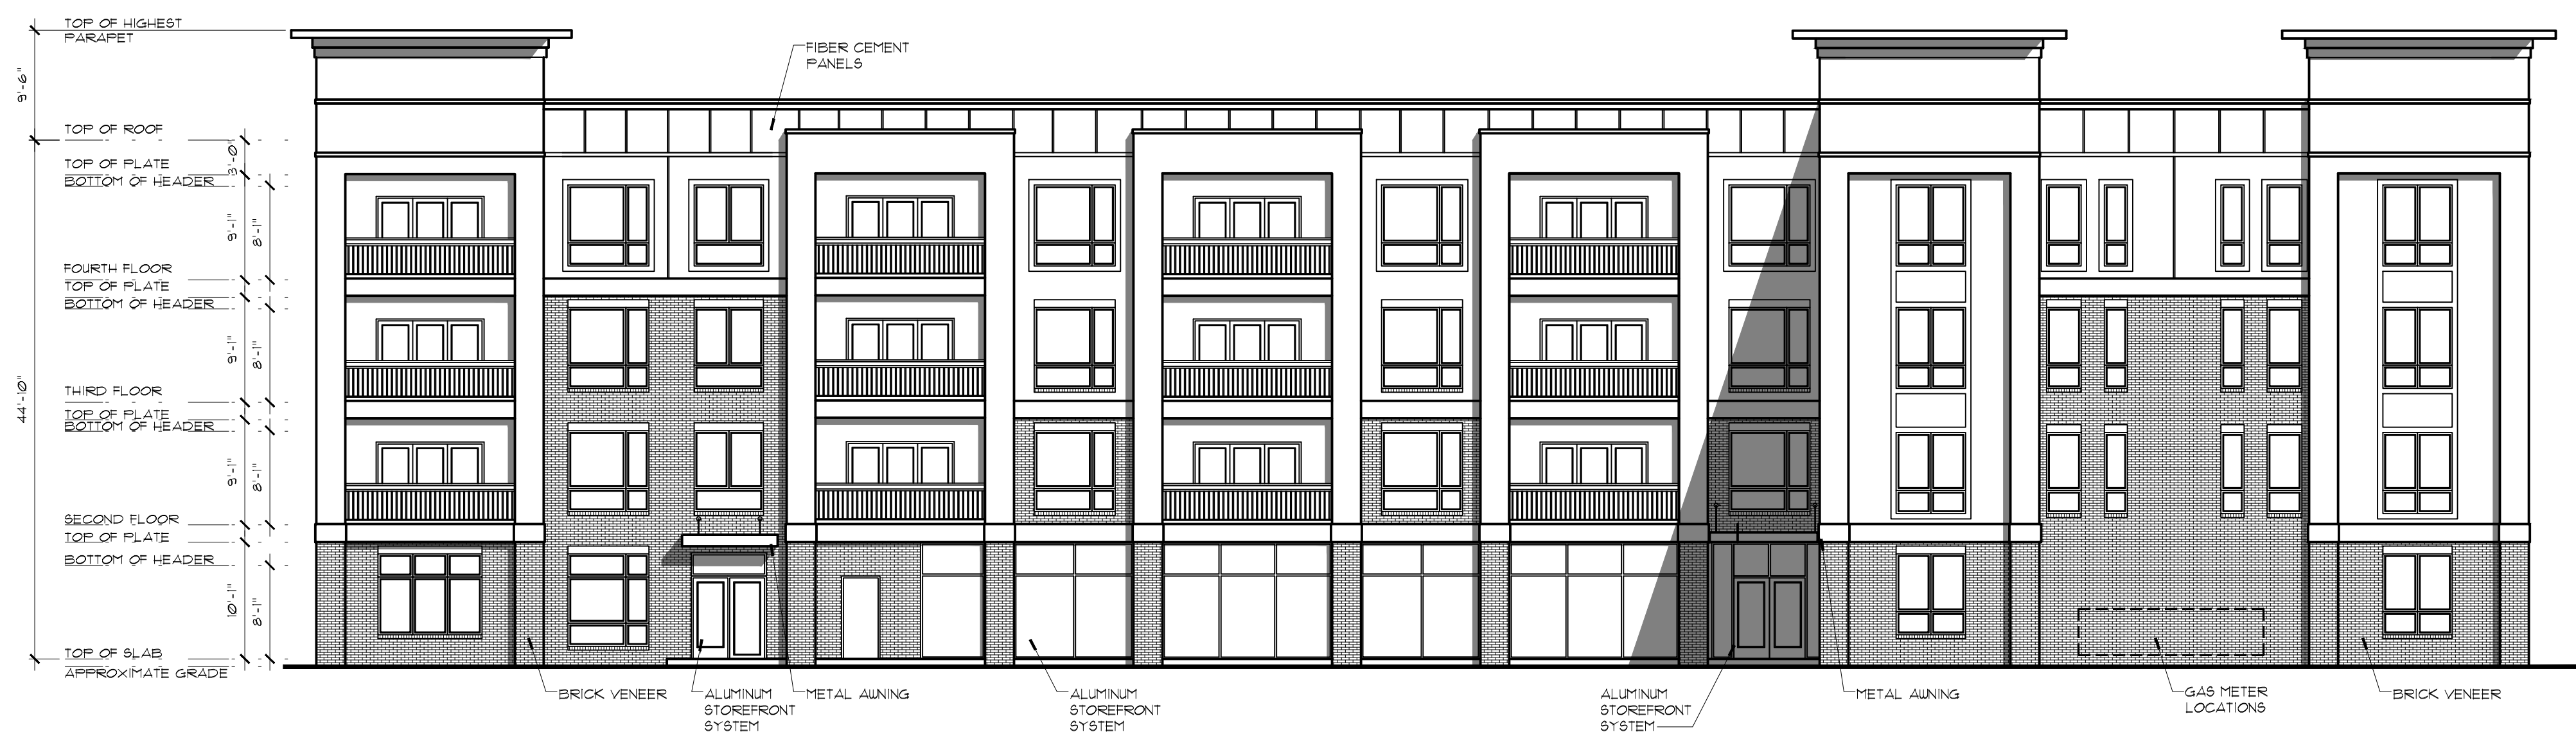 TOP OF HIGHEST
PARAPET
FIBER CEMENT
PANELS
9'-6"
TOP OF ROOF
3'-0"
TOP OF PLATE
BOTTOM OF HEADER
9'-1"
8'-1"
FOURTH FLOOR
TOP OF PLATE
BOTTOM OF HEADER
9'-1"
8'-1"
44'-10"
THIRD FLOOR
TOP OF PLATE
BOTTOM OF HEADER
9'-1"
8'-1"
SECOND FLOOR
TOP OF PLATE
BOTTOM OF HEADER
10'-1"
8'-1"
TOP OF SLAB
APPROXIMATE GRADE
BRICK VENEER
ALUMINUM
STOREFRONT
SYSTEM
METAL AWNING
ALUMINUM
STOREFRONT
SYSTEM
ALUMINUM
STOREFRONT
SYSTEM
METAL AWNING
GAS METER
LOCATIONS
BRICK VENEER